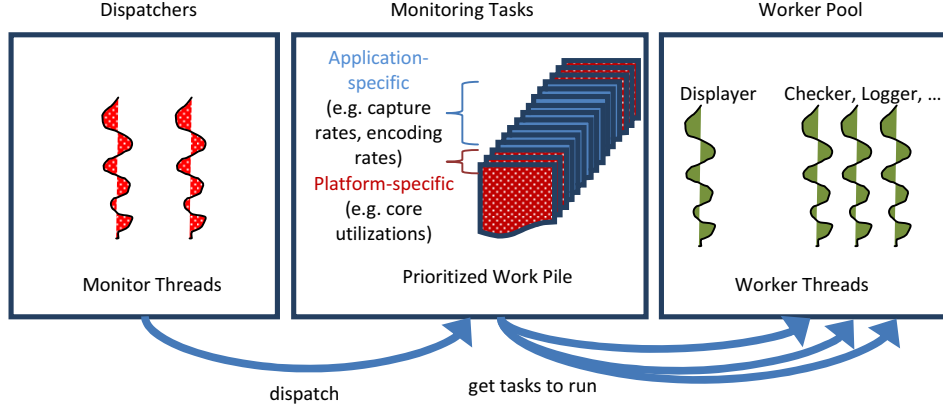 Dispatchers
Monitoring Tasks
Worker Pool
Monitor Threads
Application-
specific
(e.g. capture
rates, encoding
rates)
Platform-specific
(e.g. core
utilizations)
Prioritized Work Pile
Displayer
Checker, Logger, …
Worker Threads
dispatch
get tasks to run